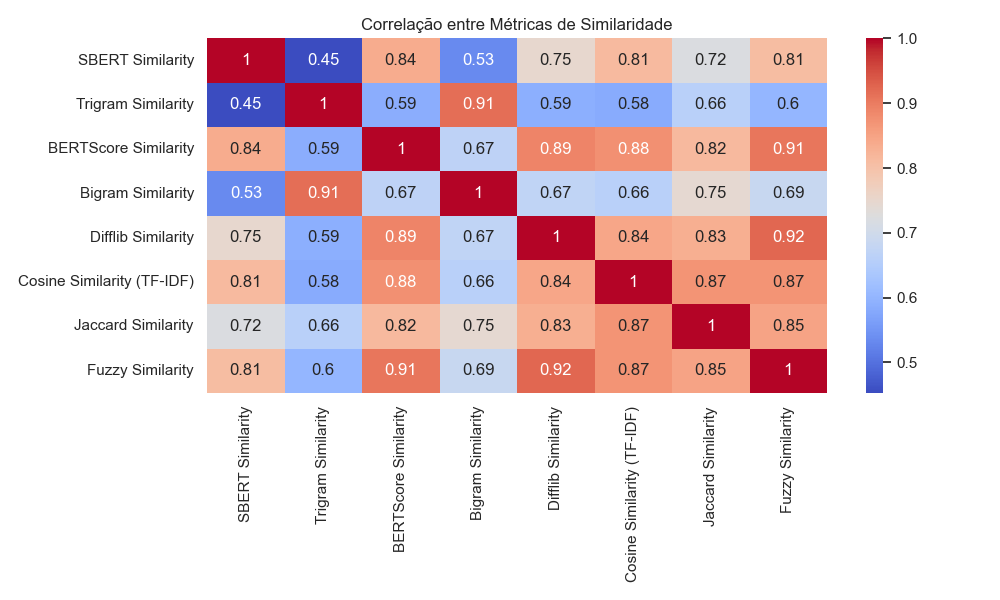 Correlação entre Métricas de Similaridade
SBERT Similarity 1 0.45 0.84 0.53 0.75 0.81 0.72 0.81
Trigram Similarity 0.45 1 0.59 0.91 0.59 0.58 0.66 0.6
BERTScore Similarity 0.84 0.59 1 0.67 0.89 0.88 0.82 0.91
Bigram Similarity 0.53 0.91 0.67 1 0.67 0.66 0.75 0.69
Difflib Similarity 0.75 0.59 0.89 0.67 1 0.84 0.83 0.92
Cosine Similarity (TF-IDF) 0.81 0.58 0.88 0.66 0.84 1 0.87 0.87
Jaccard Similarity 0.72 0.66 0.82 0.75 0.83 0.87 1 0.85
Fuzzy Similarity 0.81 0.6 0.91 0.69 0.92 0.87 0.85 1
SBERT Similarity
Trigram Similarity
BERTScore Similarity
Bigram Similarity
Difflib Similarity
Cosine Similarity (TF-IDF)
Jaccard Similarity
Fuzzy Similarity
1.0
0.9
0.8
0.7
0.6
0.5